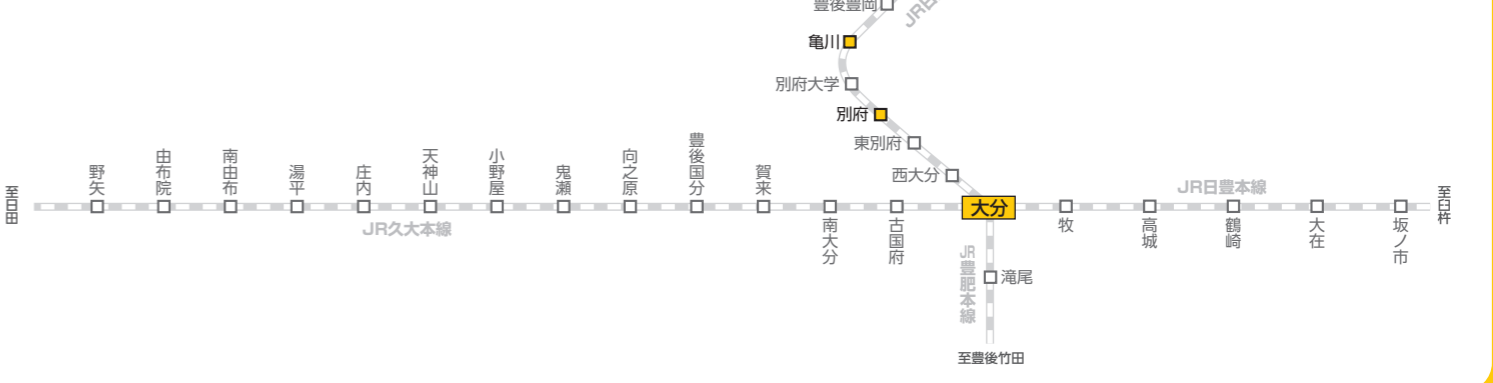 豊後豊岡
JR日
亀川
別府大学
別府
東別府
西大分
至日田
野矢
由布院
南由布
湯平
庄内
天神山
小野屋
鬼瀬
向之原
豊後国分
賀来
南大分
古国府
大分
牧
高城
鶴崎
大在
坂ノ市
至臼杵
JR久大本線
JR日豊本線
JR豊肥本線
滝尾
至豊後竹田